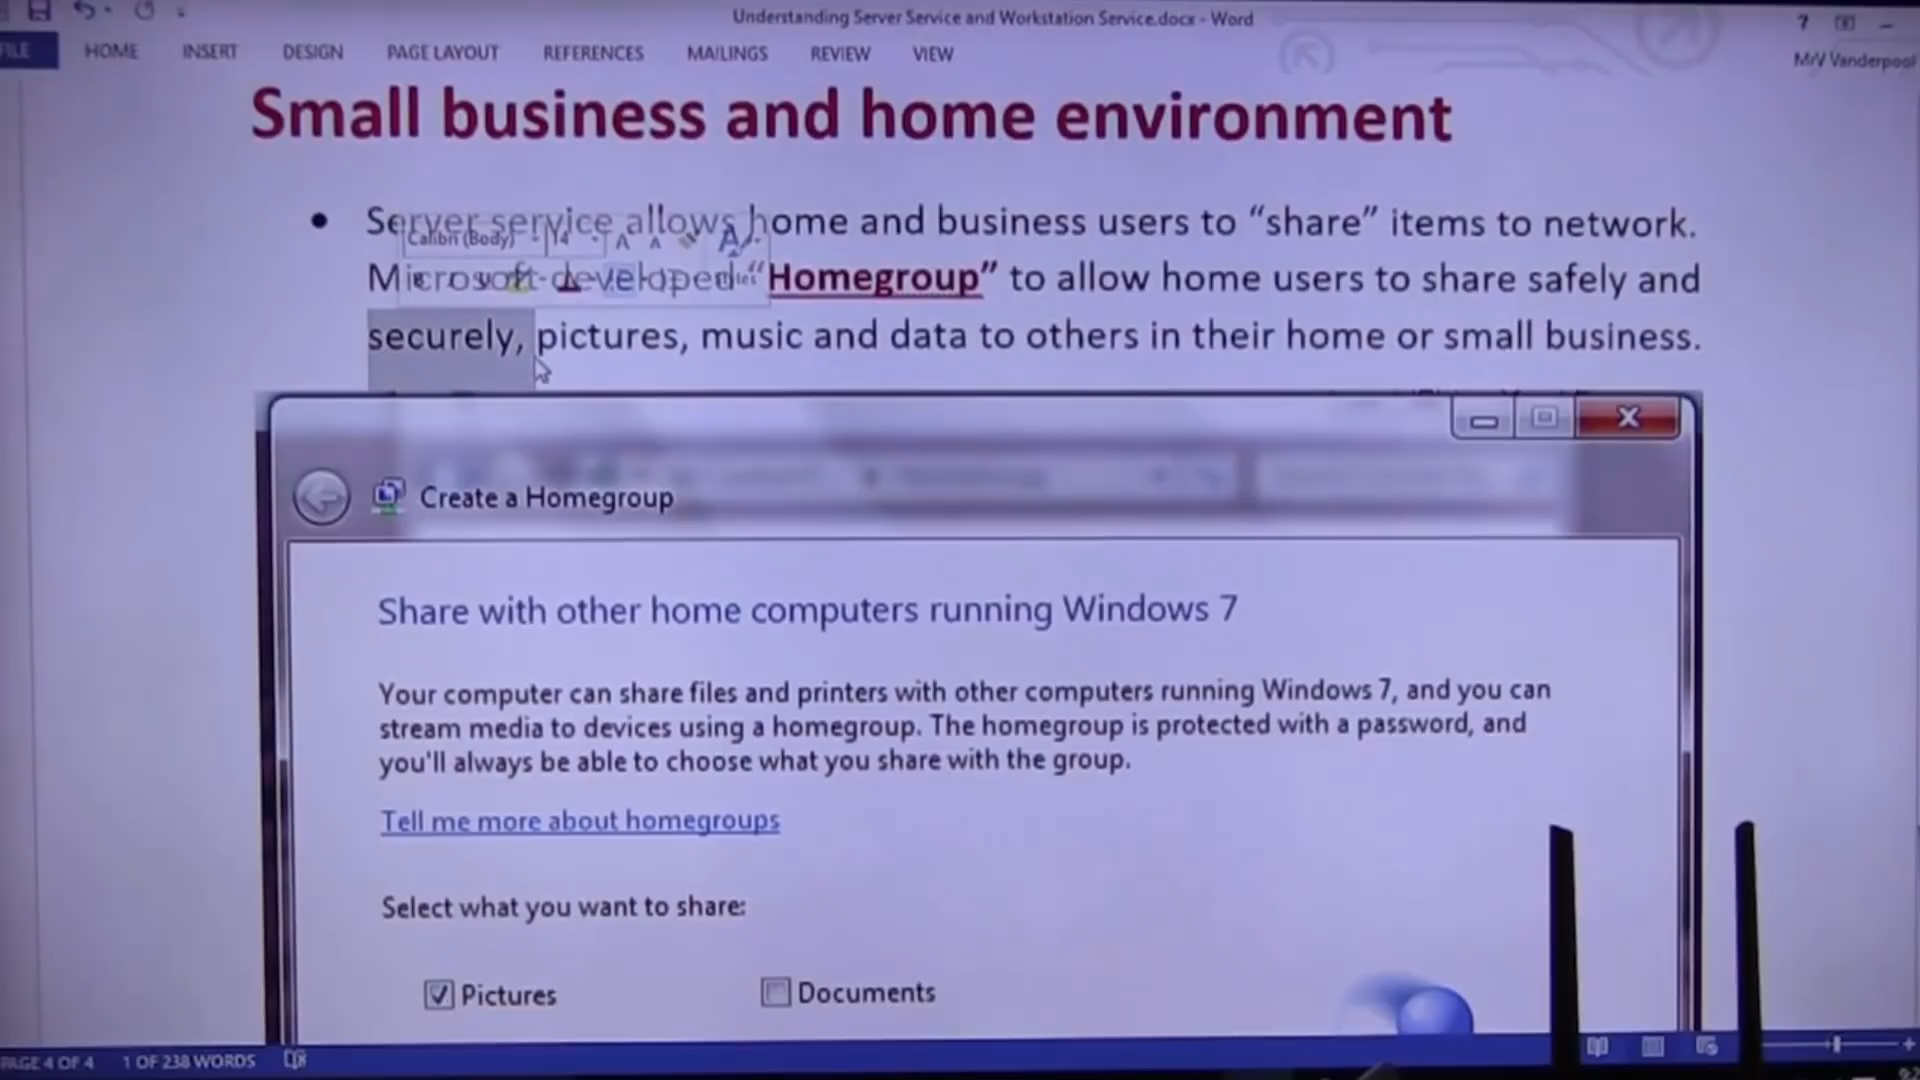 Understanding Server Service and Workstation Service.docx - Word
?
FILE HOME INSERT DESIGN PAGE LAYOUT REFERENCES MAILINGS REVIEW VIEW
MrV Vanderpool
Small business and home environment
• Server service allows home and business users to “share” items to network.
Calibri (Body) 14 A A A
Microsoft developed “Homegroup” to allow home users to share safely and
securely, pictures, music and data to others in their home or small business.
Create a Homegroup
Share with other home computers running Windows 7
Your computer can share files and printers with other computers running Windows 7, and you can
stream media to devices using a homegroup. The homegroup is protected with a password, and
you'll always be able to choose what you share with the group.
Tell me more about homegroups
Select what you want to share:
Pictures Documents
PAGE 4 OF 4 1 OF 238 WORDS